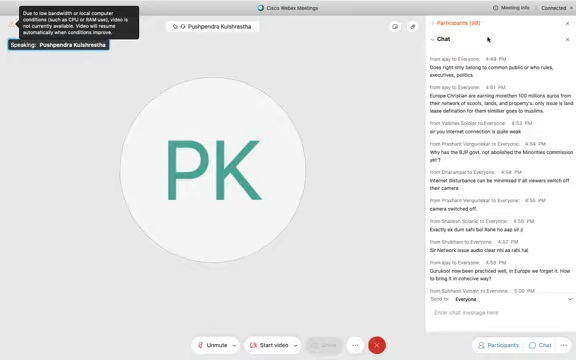 Cisco Webex Meetings
Meeting info
Connected
Due to low bandwidth or local computer
conditions (such as CPU or RAM use), video is
not currently available. Video will resume
automatically when conditions improve.
Speaking: Pushpendra Kulshrestha
Pushpendra Kulshrestha
PK
Unmute
Start video
Share
Participants (98)
Chat
from ajay to Everyone: 4:49 PM
Does right only belong to common public or who rules,
executives, politics.
from ajay to Everyone: 4:51 PM
Europe Christian are earning morethen 100 millions euros from
their network of scools, lands, and property's. only issue is land
lease defination for them simillar goes to muslims.
from Vaibhav Soldier to Everyone: 4:53 PM
sir you internet connection is quite weak
from Prashant Vengurlekar to Everyone: 4:54 PM
Why has the BJP govt. not abolished the Minorities commission
yet ?
from Dharampal to Everyone: 4:54 PM
Internet disturbance can be minimised if all viewers switch off
their camera
from Prashant Vengurlekar to Everyone: 4:55 PM
camera switched off.
from Shailesh Solanki to Everyone: 4:56 PM
Exactly ek dum sahi bol Rahe ho aap sir
from Shubham to Everyone: 4:57 PM
Sir Network issue audio clear nhi aa rahi hai
from ajay to Everyone: 4:59 PM
Gurukool now been practiced well, in Europe we forget it. How
to bring it in cohecive way?
from Subhash to Everyone: 5:00 PM
Send to: Everyone
Enter chat message here
Participants
Chat